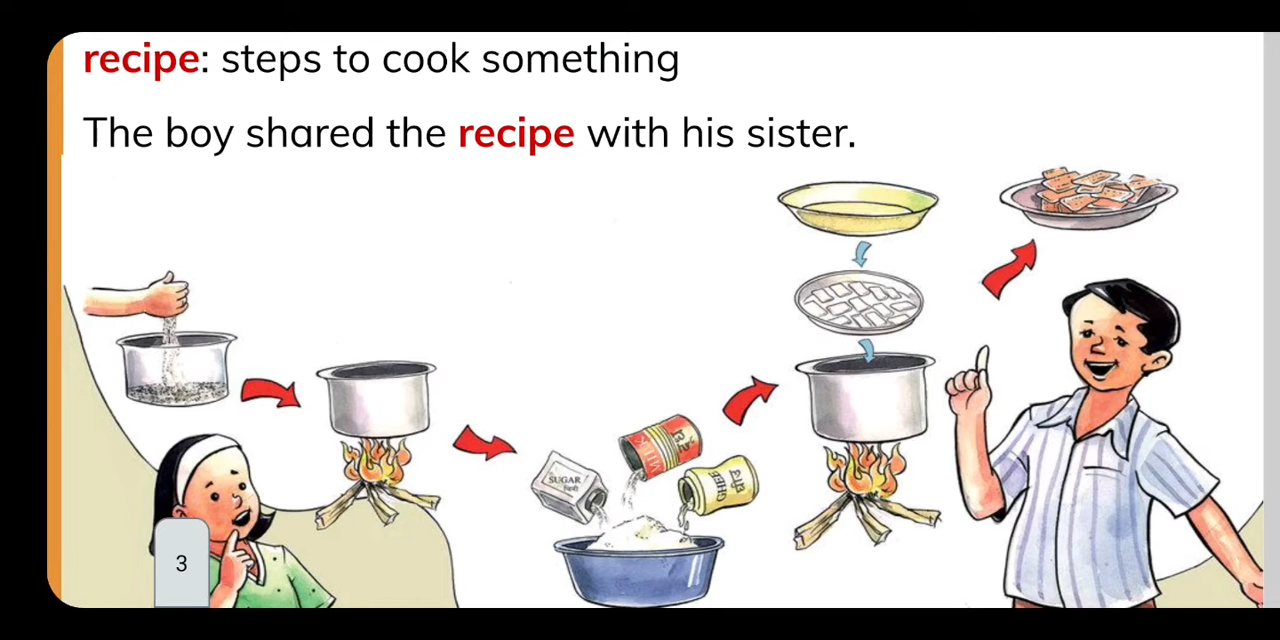 recipe: steps to cook something
The boy shared the recipe with his sister.
MILK
SUGAR
चिनी
GHEE
घीउ
3